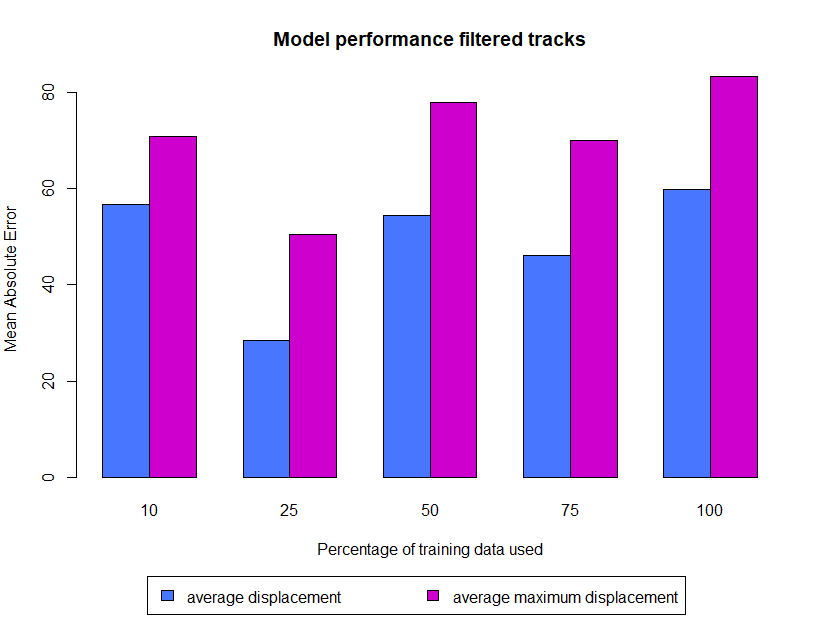 Model performance filtered tracks
Mean Absolute Error
80
60
40
20
0
10 25 50 75 100
Percentage of training data used
average displacement average maximum displacement